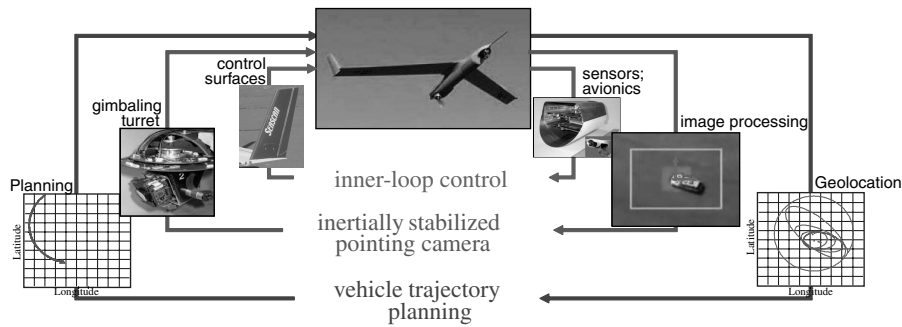 control
surfaces
sensors;
avionics
gimbaling
turret
SEASCAN
image processing
Planning
inner-loop control
Geolocation
Latitude
inertially stabilized
pointing camera
Latitude
Longitude
vehicle trajectory
planning
Longitude